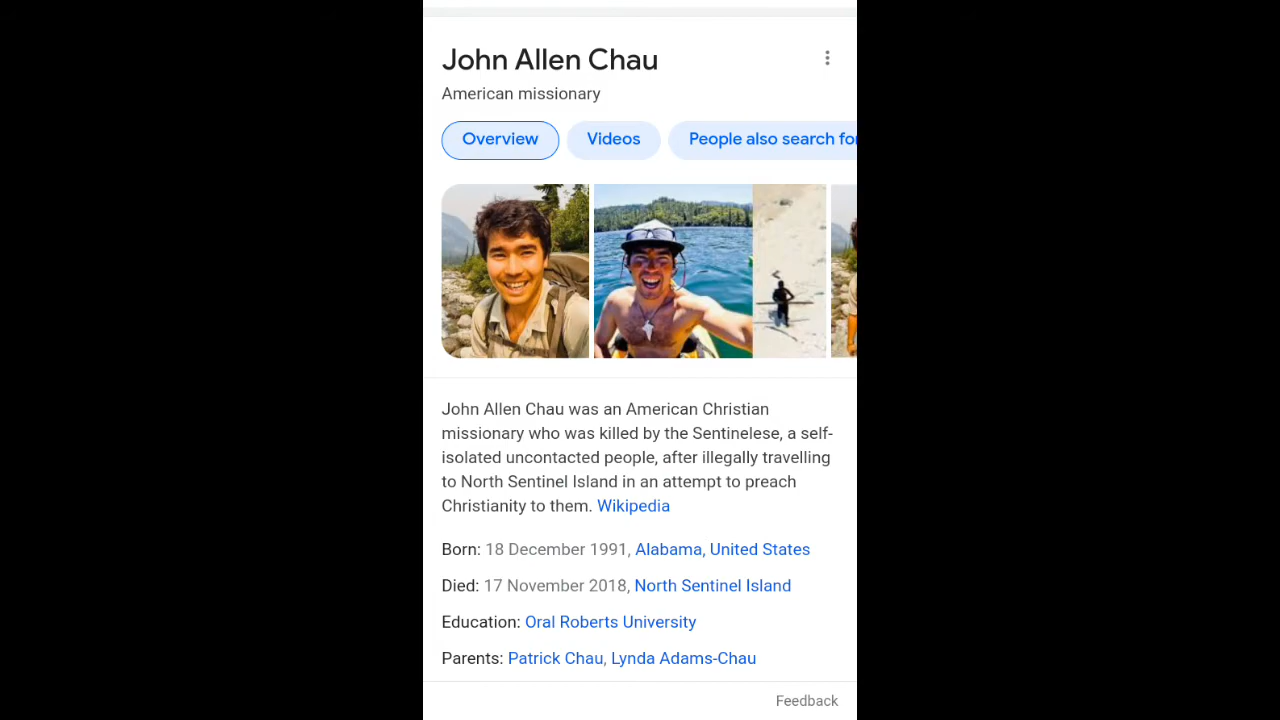 John Allen Chau
American missionary
Overview
Videos
People also search for
John Allen Chau was an American Christian
missionary who was killed by the Sentinelese, a self-
isolated uncontacted people, after illegally travelling
to North Sentinel Island in an attempt to preach
Christianity to them. Wikipedia
Born: 18 December 1991, Alabama, United States
Died: 17 November 2018, North Sentinel Island
Education: Oral Roberts University
Parents: Patrick Chau, Lynda Adams-Chau
Feedback